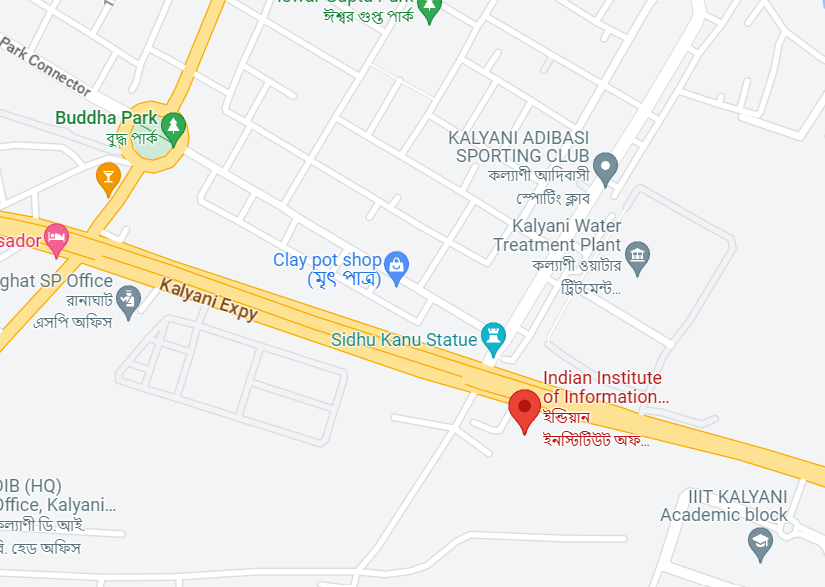 ঈশ্বর গুপ্ত পার্ক
Park Connector
Buddha Park
বুদ্ধ পার্ক
KALYANI ADIBASI
SPORTING CLUB
কল্যাণী আদিবাসী
স্পোর্টিং ক্লাব
Kalyani Water
Treatment Plant
কল্যাণী ওয়াটার
ট্রিটমেন্ট...
sador
Clay pot shop
(মৃৎ পাত্র)
ghat SP Office
রানাঘাট
এসপি অফিস
Kalyani Expy
Sidhu Kanu Statue
Indian Institute
of Information...
ইন্ডিয়ান
ইনস্টিটিউট অফ...
DIB (HQ)
Office, Kalyani...
কল্যাণী ডি.আই.
বি. হেড অফিস
IIIT KALYANI
Academic block